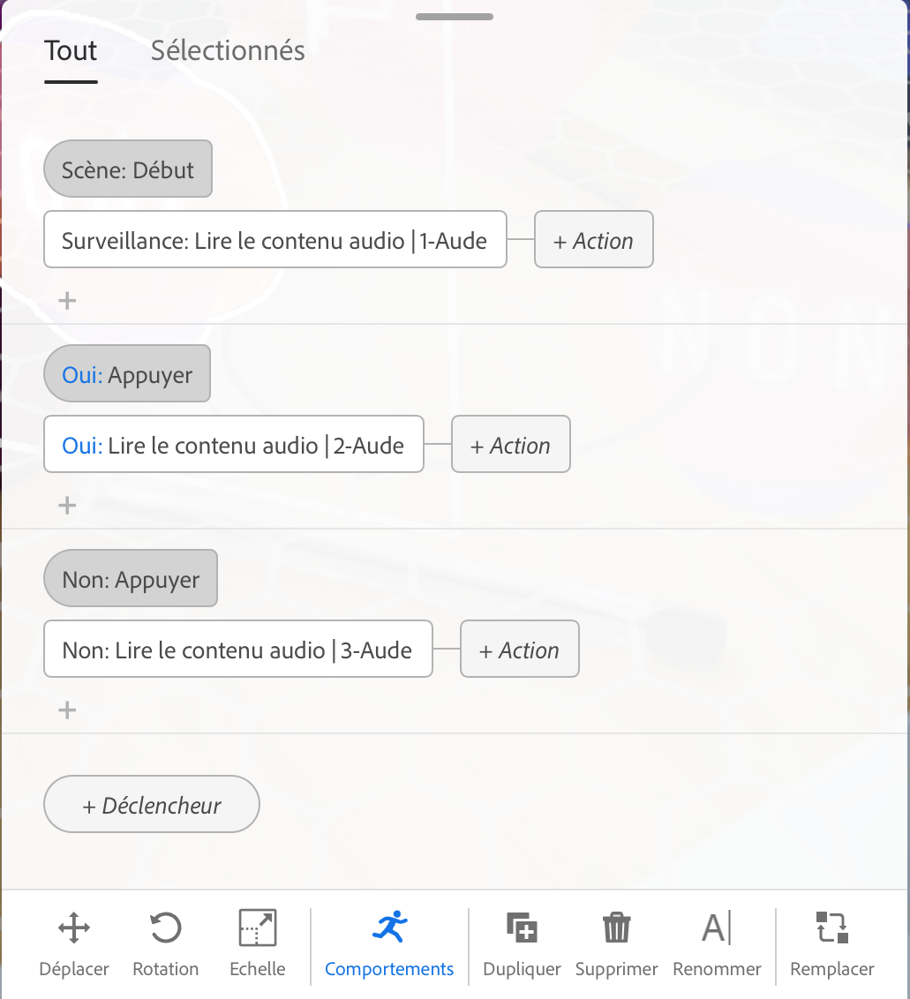 Tout Sélectionnés
Scène: Début
Surveillance: Lire le contenu audio | 1-Aude + Action
+
NON
Oui: Appuyer
Oui: Lire le contenu audio | 2-Aude + Action
+
Non: Appuyer
Non: Lire le contenu audio | 3-Aude + Action
+
+ Déclencheur
Déplacer Rotation Echelle Comportements Dupliquer Supprimer A| Renommer Remplacer